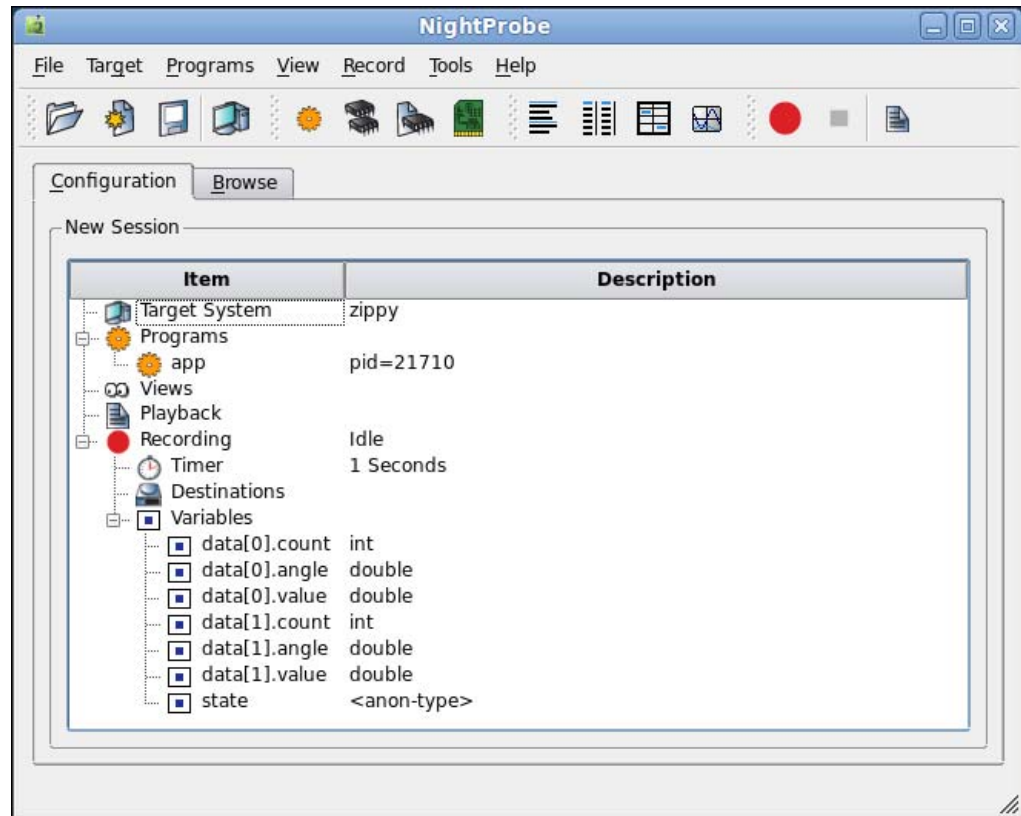 NightProbe
File Target Programs View Record Tools Help
Configuration Browse
New Session
Item Description
Target System zippy
Programs
app pid=21710
Views
Playback
Recording Idle
Timer 1 Seconds
Destinations
Variables
data[0].count int
data[0].angle double
data[0].value double
data[1].count int
data[1].angle double
data[1].value double
state <anon-type>